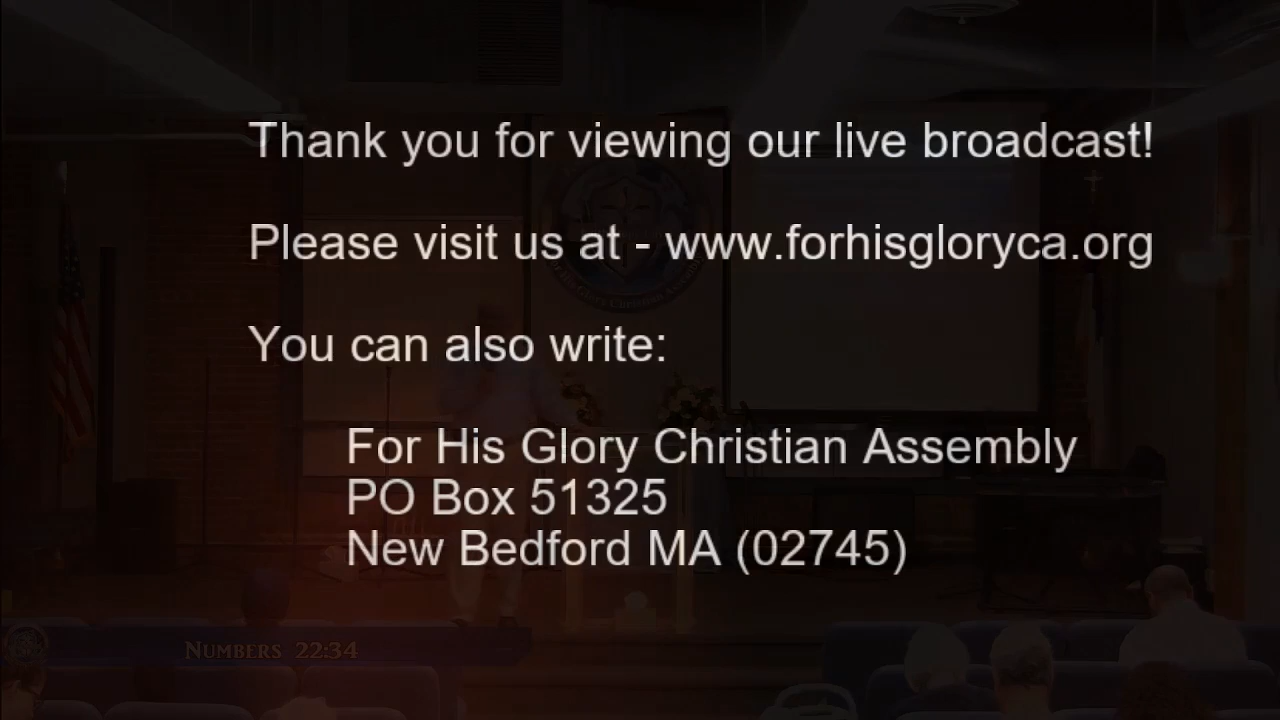 Thank you for viewing our live broadcast!
Please visit us at - www.forhisgloryca.org
You can also write:
For His Glory Christian Assembly
PO Box 51325
New Bedford MA (02745)
Numbers 22:34